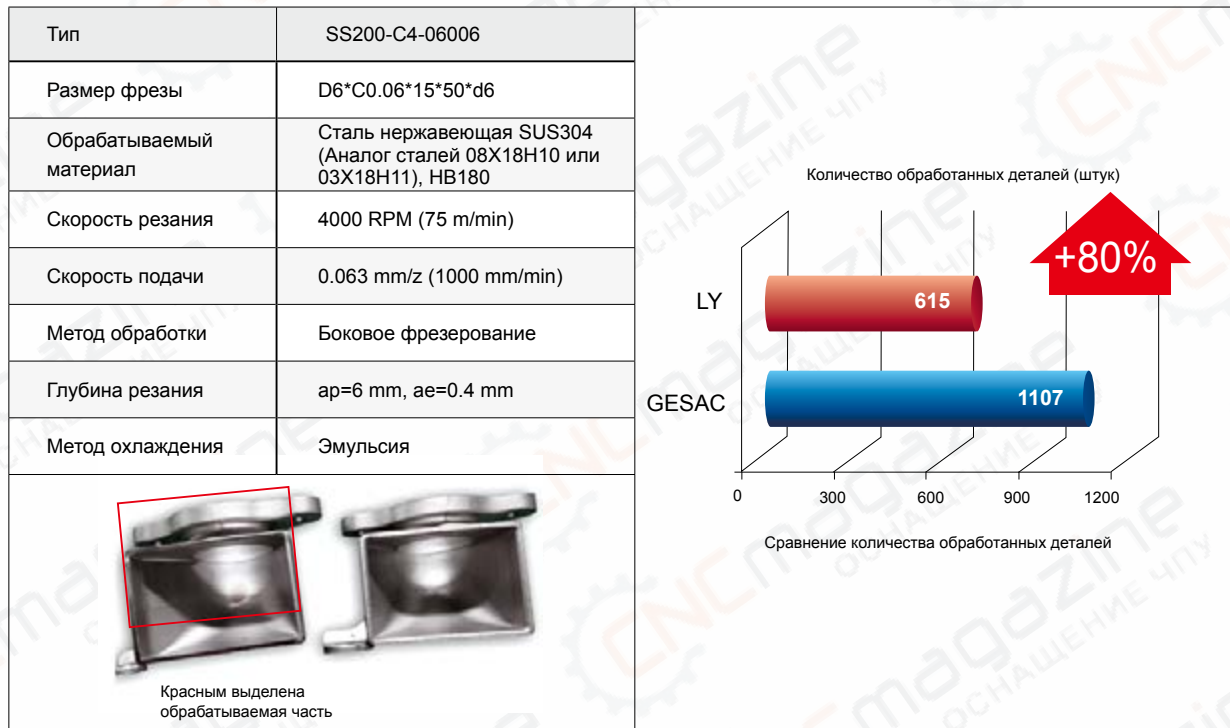 Тип
SS200-C4-06006
Размер фрезы
D6*C0.06*15*50*d6
Обрабатываемый
материал
Сталь нержавеющая SUS304
(Аналог сталей 08Х18Н10 или
03Х18Н11), HB180
Скорость резания
4000 RPM (75 m/min)
Скорость подачи
0.063 mm/z (1000 mm/min)
Метод обработки
Боковое фрезерование
Глубина резания
ap=6 mm, ae=0.4 mm
Метод охлаждения
Эмульсия
Красным выделена
обрабатываемая часть
Количество обработанных деталей (штук)
+80%
LY
615
GESAC
1107
0 300 600 900 1200
Сравнение количества обработанных деталей
CNCmagazine
ОСНАЩЕНИЕ ЧПУ